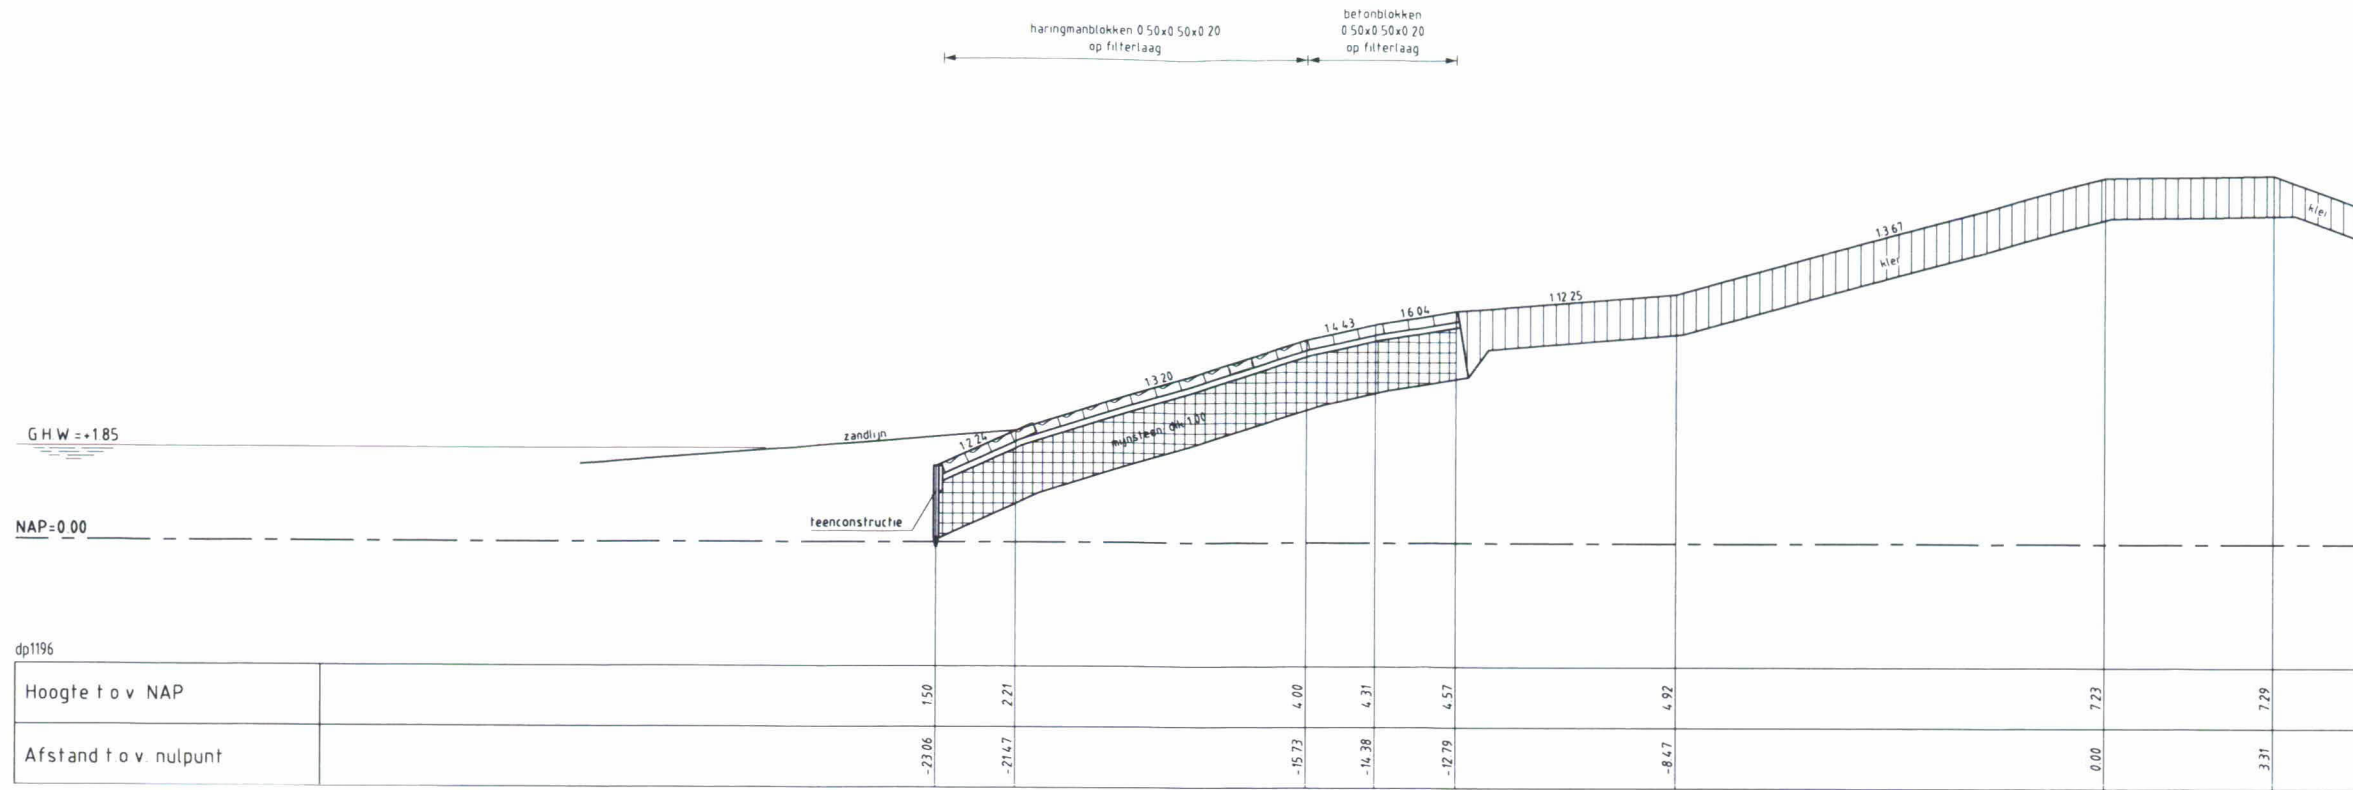 haringmanblokken 0.50x0.50x0.20
op filterlaag
betonblokken
0.50x0.50x0.20
op filterlaag
klei
1:3.67
klei
1:12.25
1:6.04
1:4.43
1:3.20
mijnsteen dik 1.00
1:2.24
zandlijn
G.H.W.=+1.85
teenconstructie
NAP=0.00
dp1196
Hoogte t.o.v. NAP 1.50 2.21 4.00 4.31 4.57 4.92 7.23 7.29
Afstand t.o.v. nulpunt -23.06 -21.47 -15.73 -14.38 -12.79 -8.47 0.00 3.31